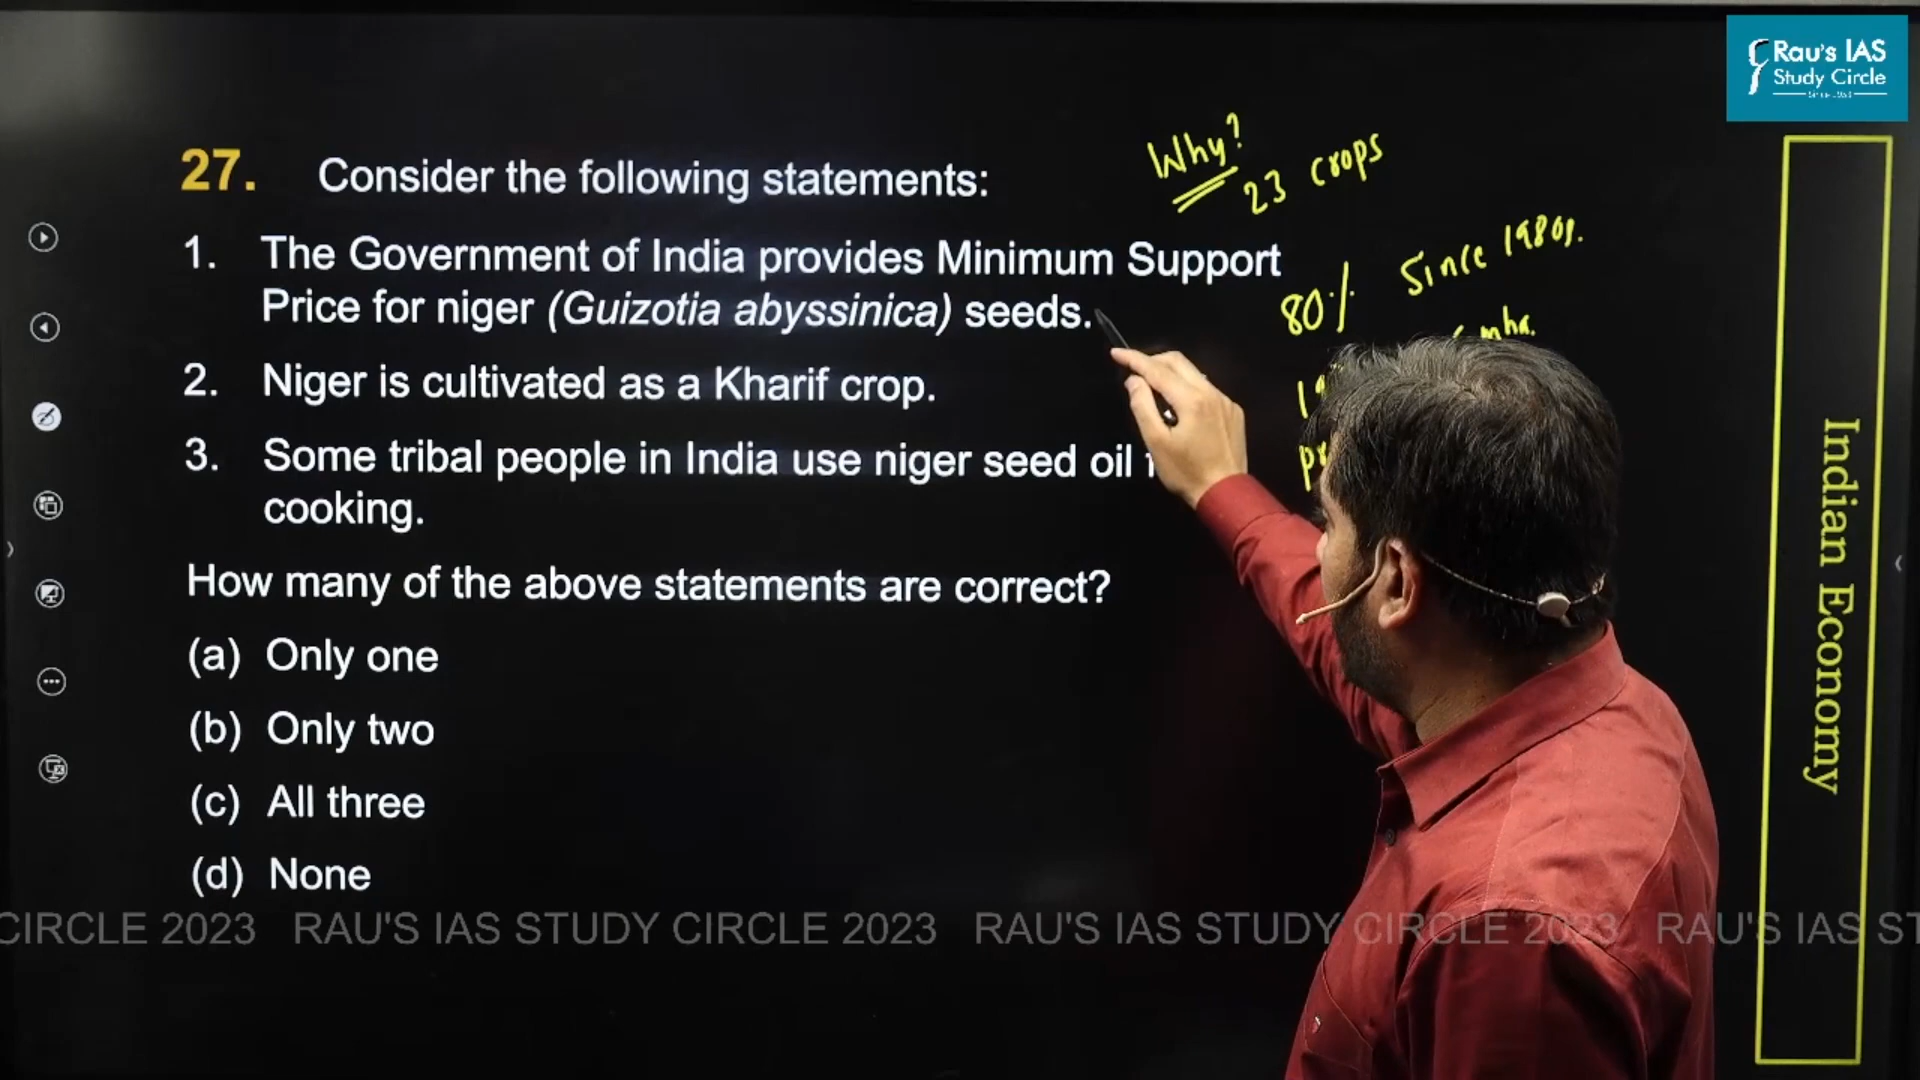 Rau's IAS
Study Circle
Why?
23 crops
27. Consider the following statements:
1. The Government of India provides Minimum Support
Price for niger (Guizotia abyssinica) seeds.
80% Since 1980s.
mha.
2. Niger is cultivated as a Kharif crop.
3. Some tribal people in India use niger seed oil
cooking.
How many of the above statements are correct?
(a) Only one
(b) Only two
(c) All three
(d) None
Indian Economy
CIRCLE 2023 RAU'S IAS STUDY CIRCLE 2023 RAU'S IAS STUDY CIRCLE 2023 RAU'S IAS ST